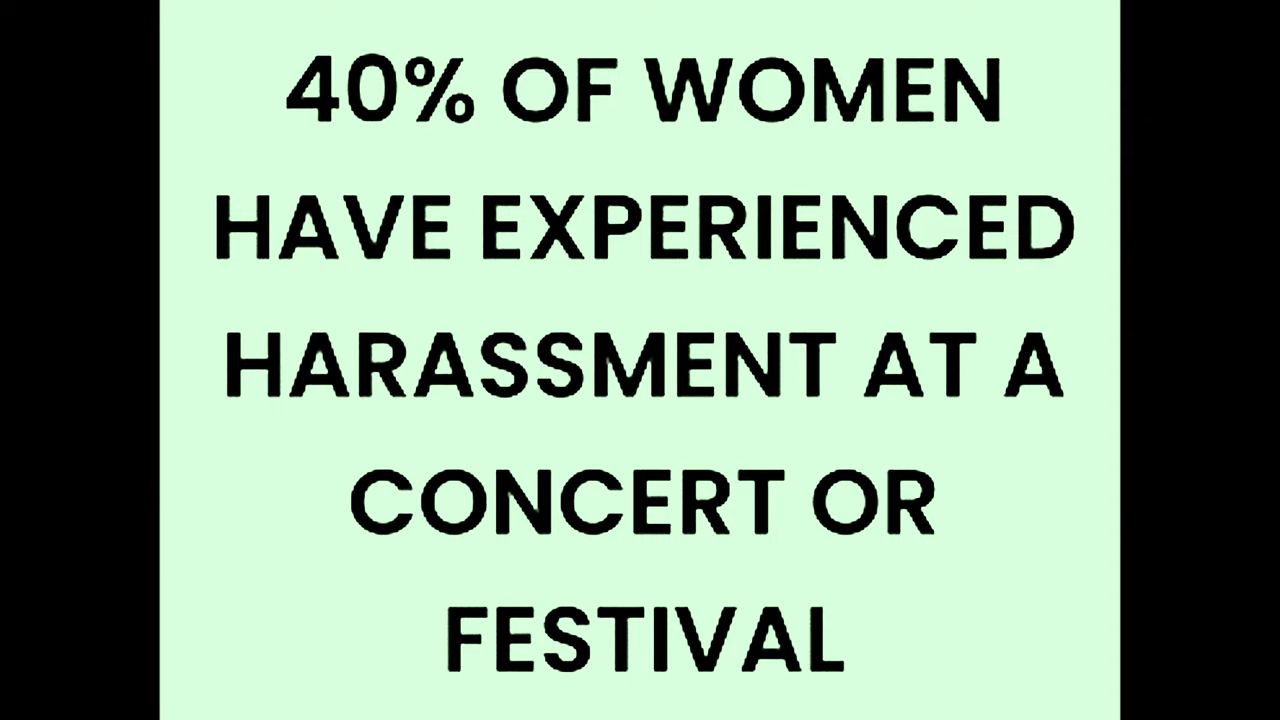 40% OF WOMEN
HAVE EXPERIENCED
HARASSMENT AT A
CONCERT OR
FESTIVAL